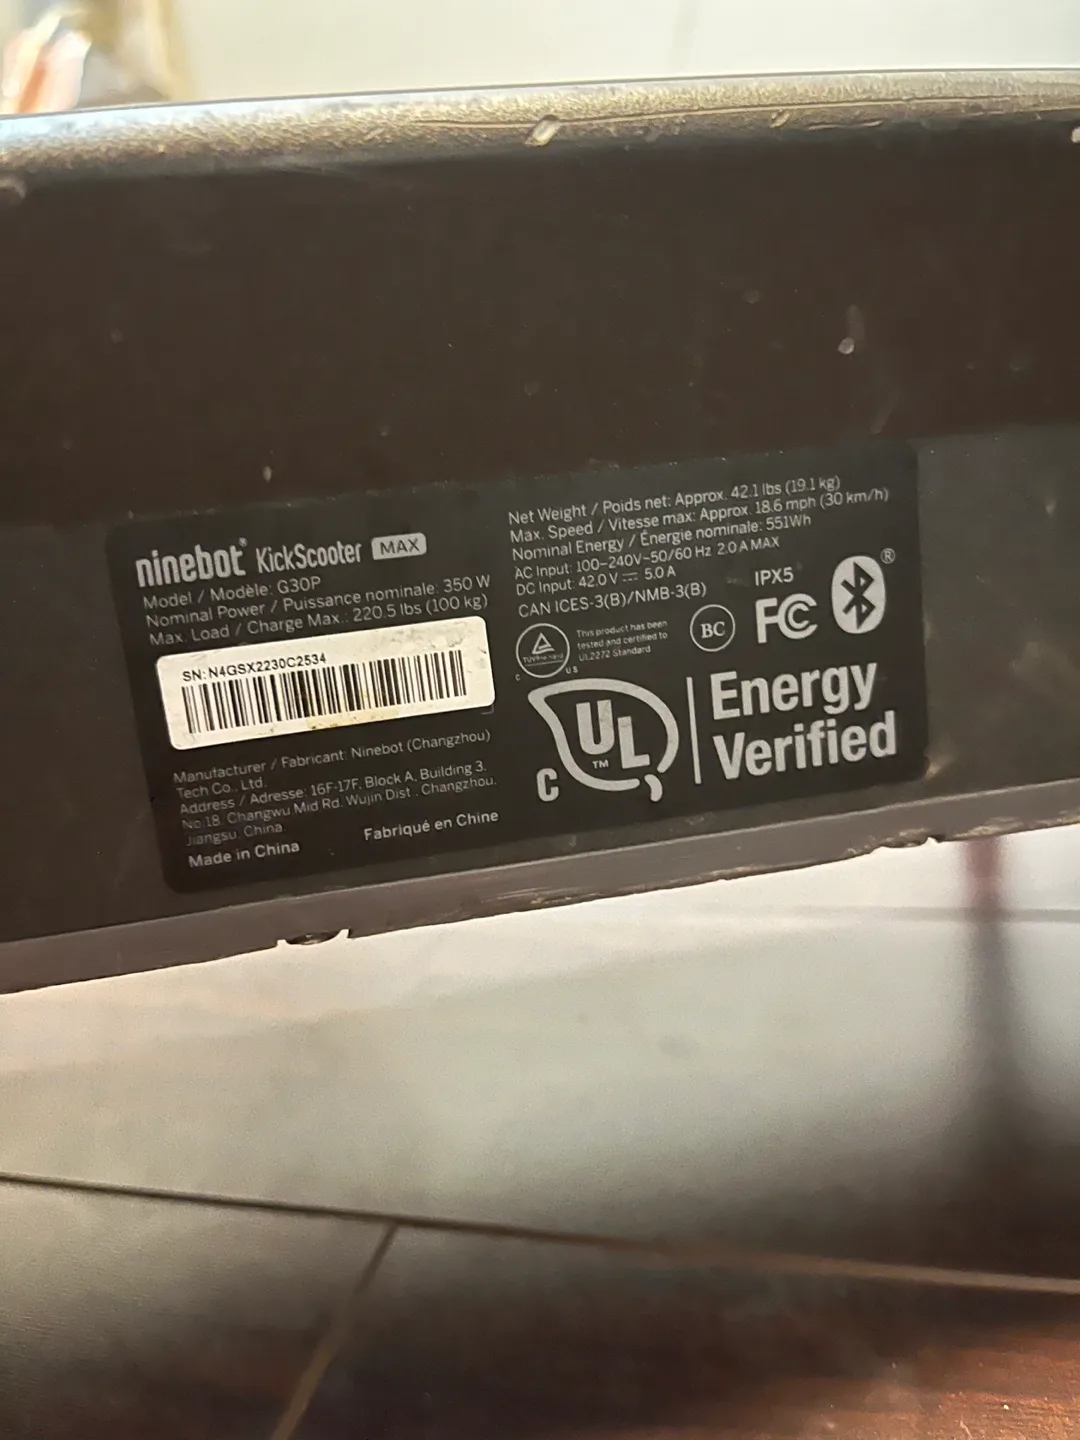 ninebot® KickScooter MAX
Model / Modèle: G30P
Nominal Power / Puissance nominale: 350 W
Max. Load / Charge Max.: 220.5 lbs (100 kg)
SN: N4GSX2230C2534
Manufacturer / Fabricant: Ninebot (Changzhou)
Tech Co., Ltd.
Address / Adresse: 16F-17F, Block A, Building 3,
No.18, Changwu Mid Rd, Wujin Dist., Changzhou,
Jiangsu, China
Made in China
Fabriqué en Chine
Net Weight / Poids net: Approx. 42.1 lbs (19.1 kg)
Max. Speed / Vitesse max: Approx. 18.6 mph (30 km/h)
Nominal Energy / Énergie nominale: 551Wh
AC Input: 100-240V~50/60 Hz 2.0 A MAX
DC Input: 42.0 V ⎓ 5.0 A
CAN ICES-3(B)/NMB-3(B)
IPX5
This product has been
tested and certified to
UL2272 Standard
C US
BC
FC
®
C UL ™
Energy
Verified